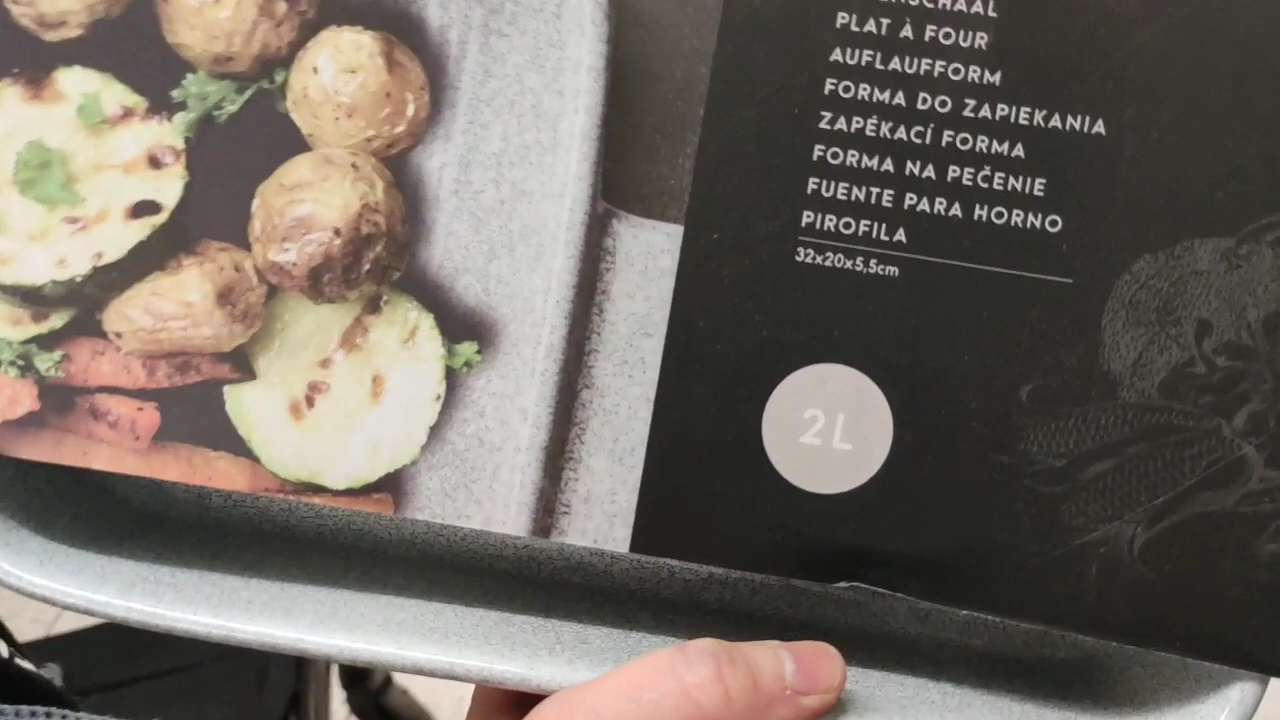 PLAT À FOUR
AUFLAUFFORM
FORMA DO ZAPIEKANIA
ZAPÉKACÍ FORMA
FORMA NA PEČENIE
FUENTE PARA HORNO
PIROFILA
32x20x5,5cm
2L